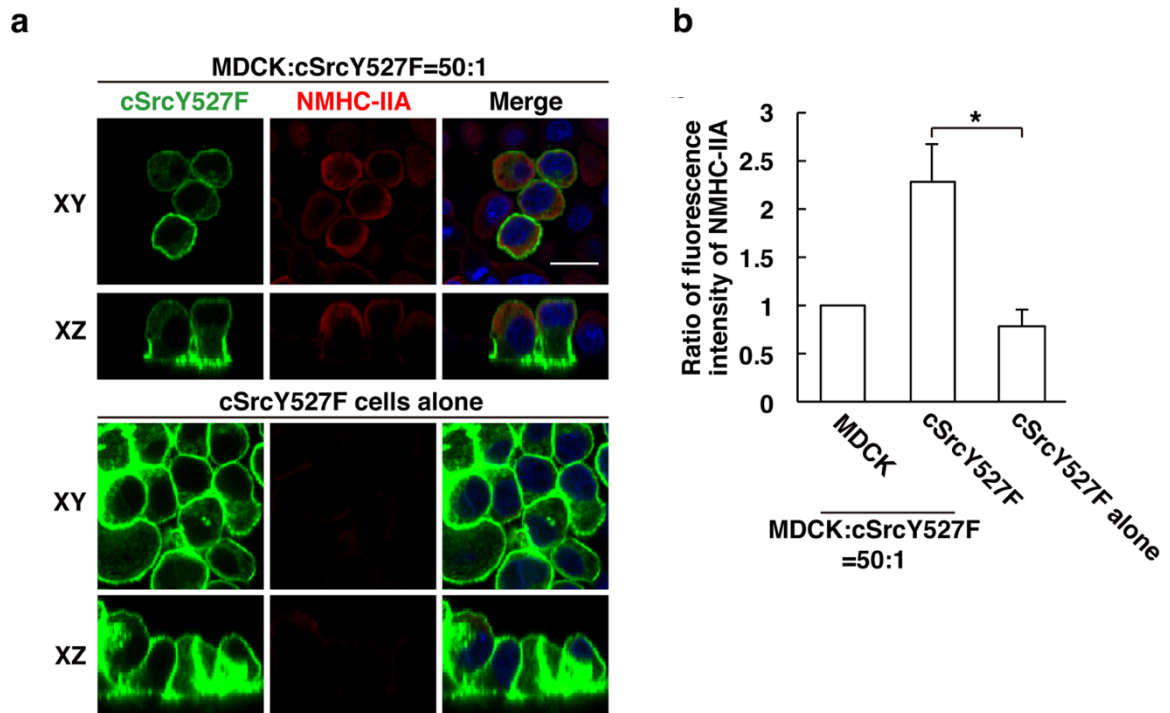 a
MDCK:cSrcY527F=50:1
cSrcY527F NMHC-IIA Merge
XY
XZ
cSrcY527F cells alone
XY
XZ
b
Ratio of fluorescence
intensity of NMHC-IIA
3
2.5
2
1.5
1
0.5
0
*
MDCK
cSrcY527F
cSrcY527F alone
MDCK:cSrcY527F
=50:1